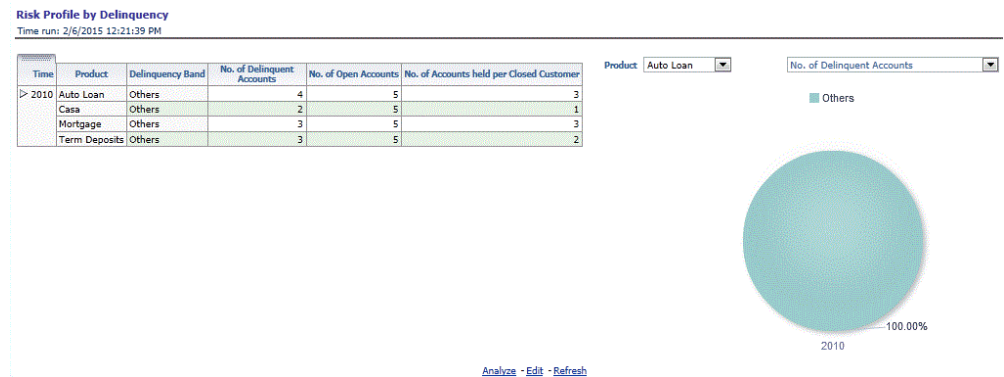 Risk Profile by Delinquency
Time run: 2/6/2015 12:21:39 PM
Time Product Delinquency Band No. of Delinquent Accounts No. of Open Accounts No. of Accounts held per Closed Customer
2010 Auto Loan Others 4 5 3
Casa Others 2 5 1
Mortgage Others 3 5 3
Term Deposits Others 3 5 2
Product Auto Loan No. of Delinquent Accounts
Others
100.00%
2010
Analyze - Edit - Refresh